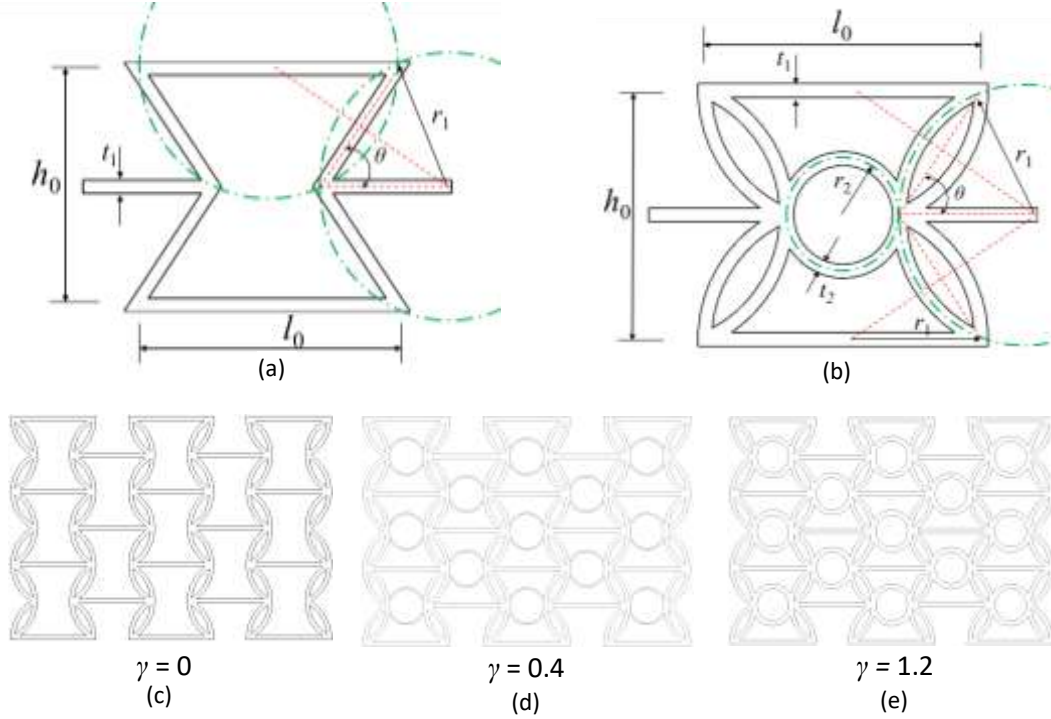 h₀
t₁
r₁
θ
l₀
(a)
l₀
t₁
h₀
r₂
r₁
θ
t₂
r₁
(b)
γ = 0
(c)
γ = 0.4
(d)
γ = 1.2
(e)